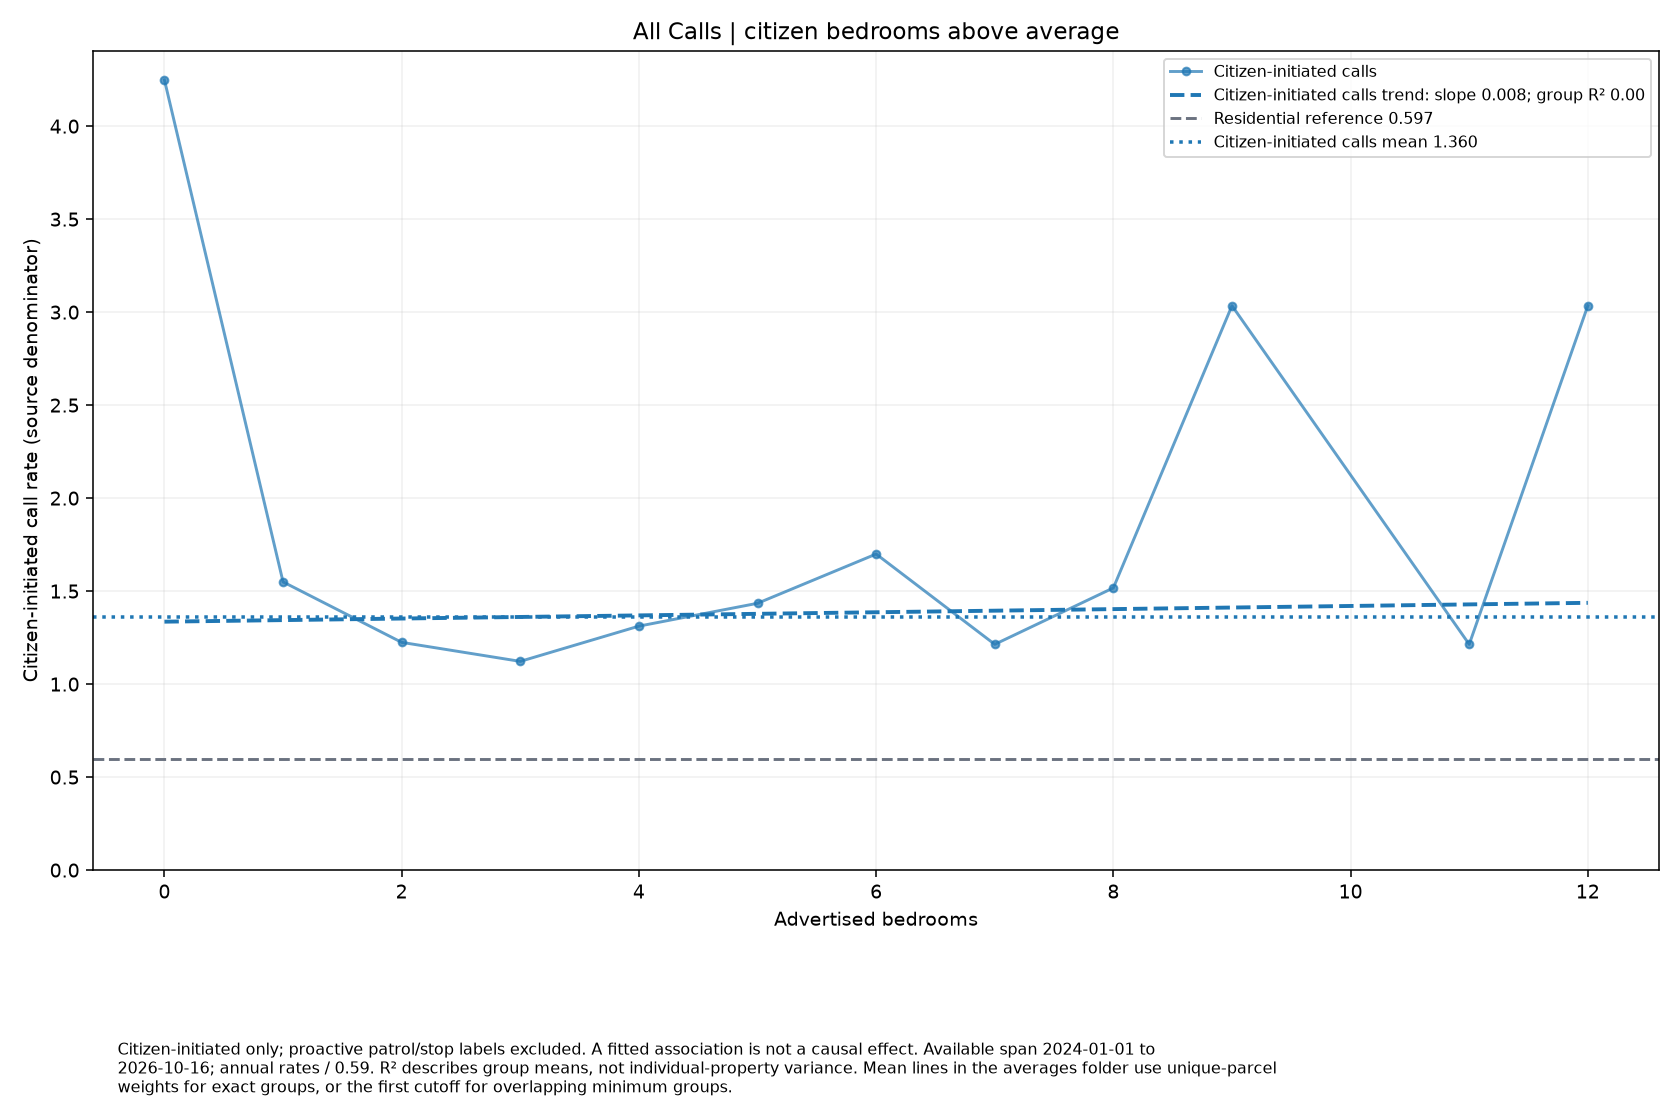 All Calls | citizen bedrooms above average
Citizen-initiated calls
Citizen-initiated calls trend: slope 0.008; group R² 0.00
Residential reference 0.597
Citizen-initiated calls mean 1.360
Citizen-initiated call rate (source denominator)
4.0
3.5
3.0
2.5
2.0
1.5
1.0
0.5
0.0
0 2 4 6 8 10 12
Advertised bedrooms
Citizen-initiated only; proactive patrol/stop labels excluded. A fitted association is not a causal effect. Available span 2024-01-01 to
2026-10-16; annual rates / 0.59. R² describes group means, not individual-property variance. Mean lines in the averages folder use unique-parcel
weights for exact groups, or the first cutoff for overlapping minimum groups.